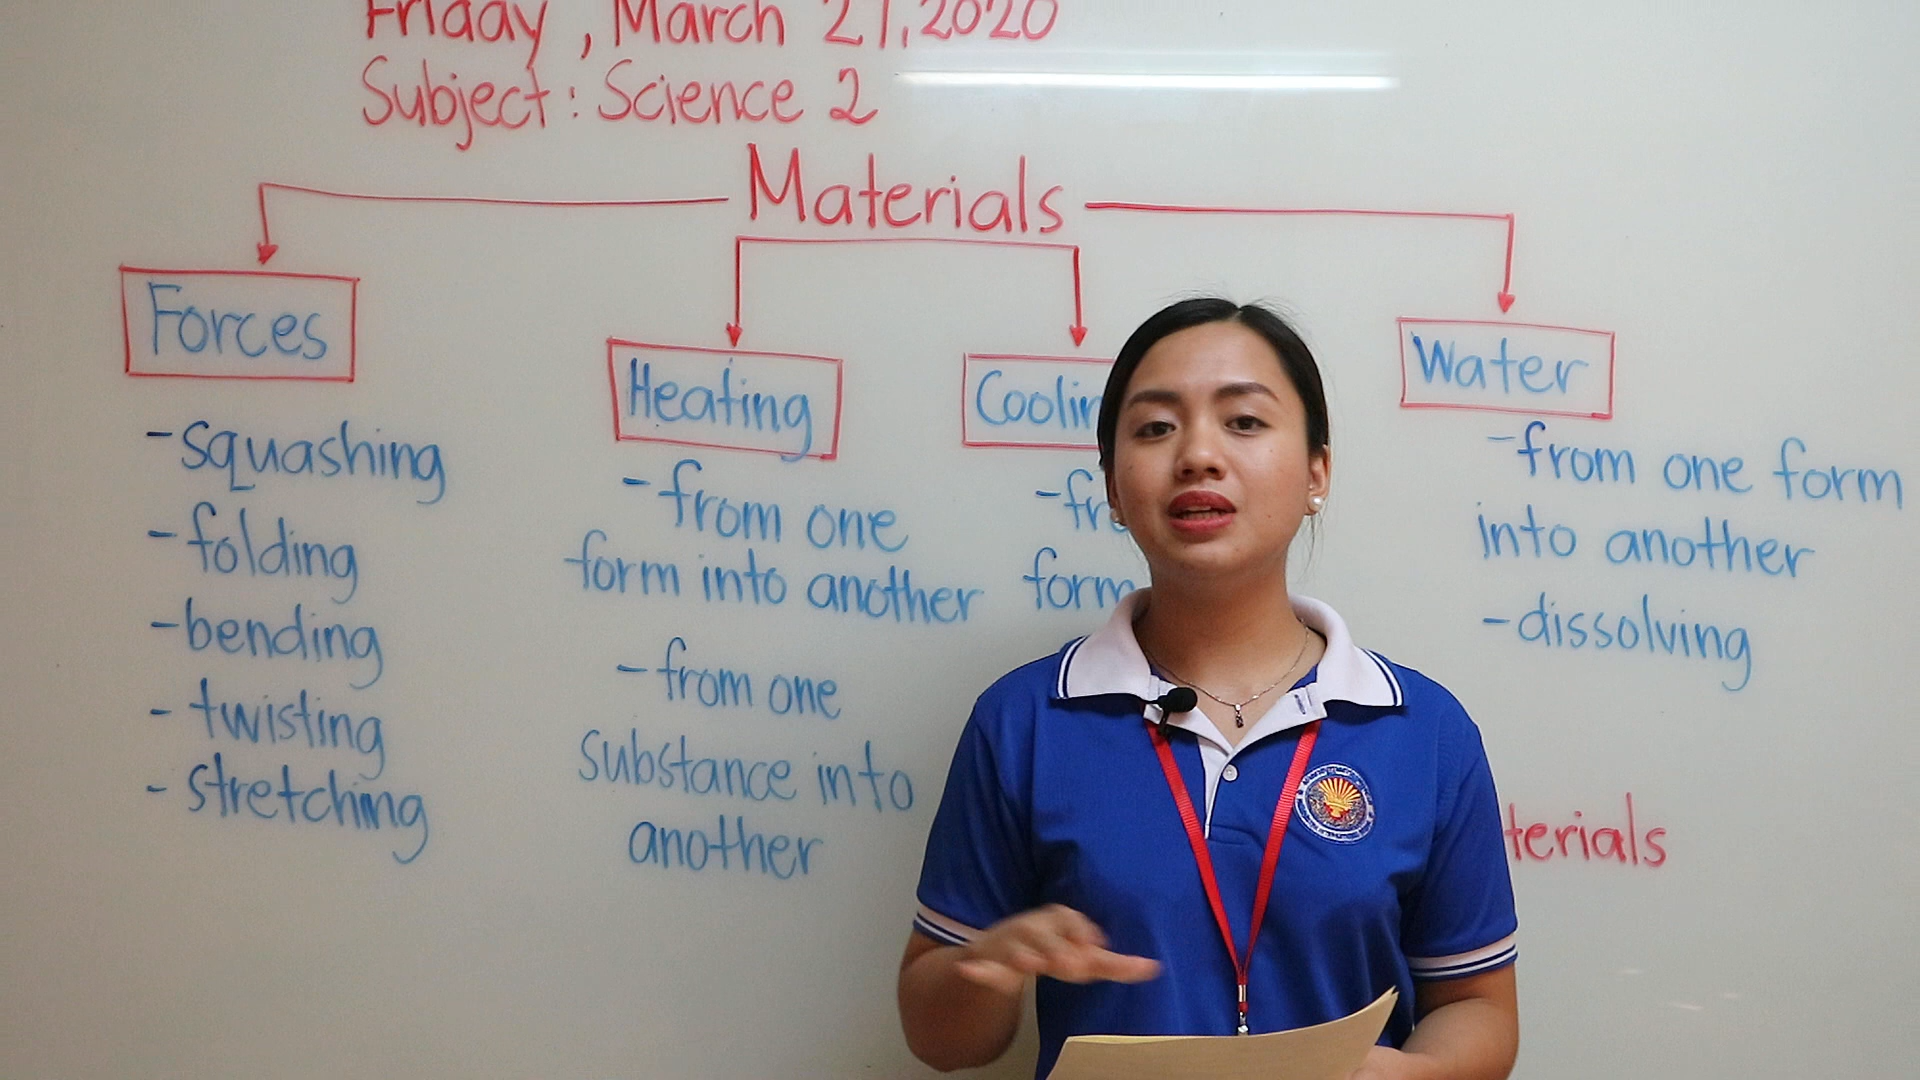 Friday, March 27, 2020
Subject: Science 2
Materials
Forces
-squashing
-folding
-bending
-twisting
-stretching
Heating
-from one
form into another
-from one
substance into
another
Coolin
-fro
form
Water
-from one form
into another
-dissolving
terials